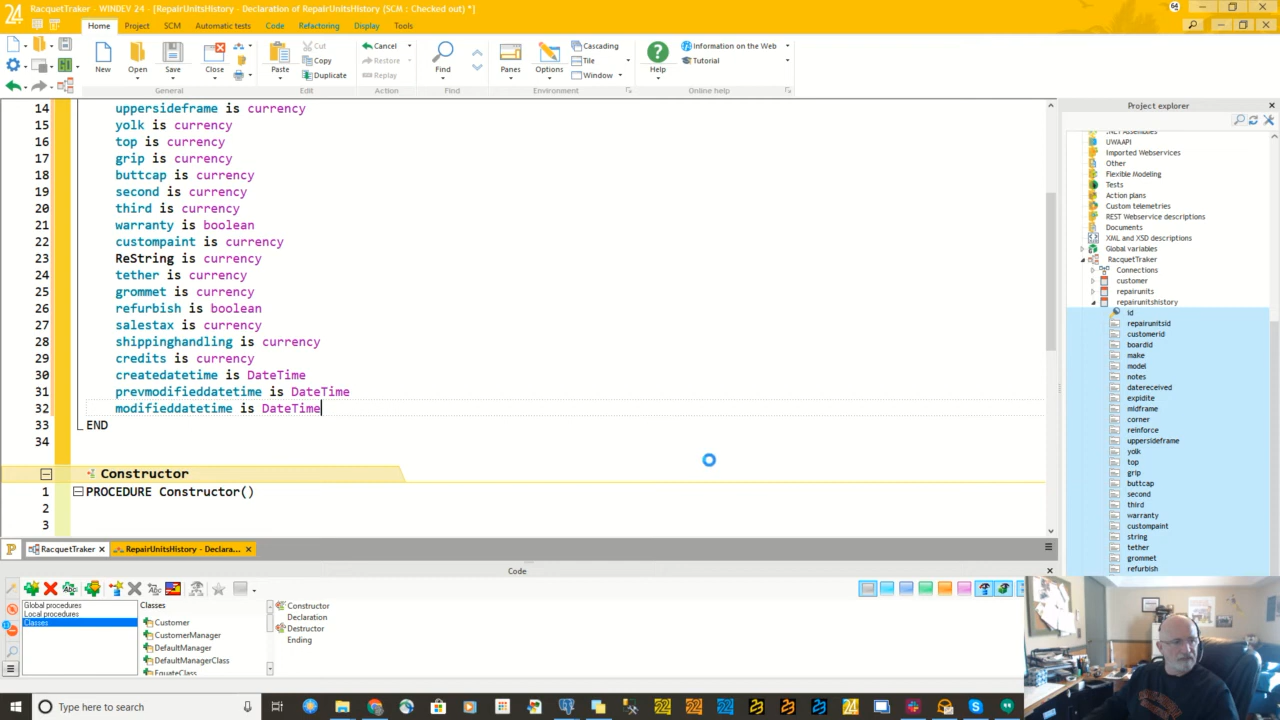 24 RacquetTraker - WINDEV 24 - [RepairUnitsHistory - Declaration of RepairUnitsHistory (SCM : Checked out) *]
64
Home Project SCM Automatic tests Code Refactoring Display Tools
New Open Save Close
General
Paste
Cut
Copy
Duplicate
Edit
Cancel
Restore
Replay
Action
Find
Find
Panes Options
Cascading
Tile
Window
Environment
Help
Information on the Web
Tutorial
Online help
14 uppersideframe is currency
15 yolk is currency
16 top is currency
17 grip is currency
18 buttcap is currency
19 second is currency
20 third is currency
21 warranty is boolean
22 custompaint is currency
23 ReString is currency
24 tether is currency
25 grommet is currency
26 refurbish is boolean
27 salestax is currency
28 shippinghandling is currency
29 credits is currency
30 createdatetime is DateTime
31 prevmodifieddatetime is DateTime
32 modifieddatetime is DateTime
33 END
34
Constructor
1 PROCEDURE Constructor()
2
3
RacquetTraker × RepairUnitsHistory - Declara... ×
Code
Global procedures
Local procedures
Classes
Classes
Customer
CustomerManager
DefaultManager
DefaultManagerClass
EquateClass
Constructor
Declaration
Destructor
Ending
Project explorer
.NET Assemblies
UWAAPI
Imported Webservices
Other
Flexible Modeling
Tests
Action plans
Custom telemetries
REST Webservice descriptions
Documents
XML and XSD descriptions
Global variables
RacquetTraker
Connections
customer
repairunits
repairunitshistory
id
repairunitsid
customerid
boardid
make
model
notes
datereceived
expidite
midframe
corner
reinforce
uppersideframe
yolk
top
grip
buttcap
second
third
warranty
custompaint
string
tether
grommet
refurbish
Type here to search